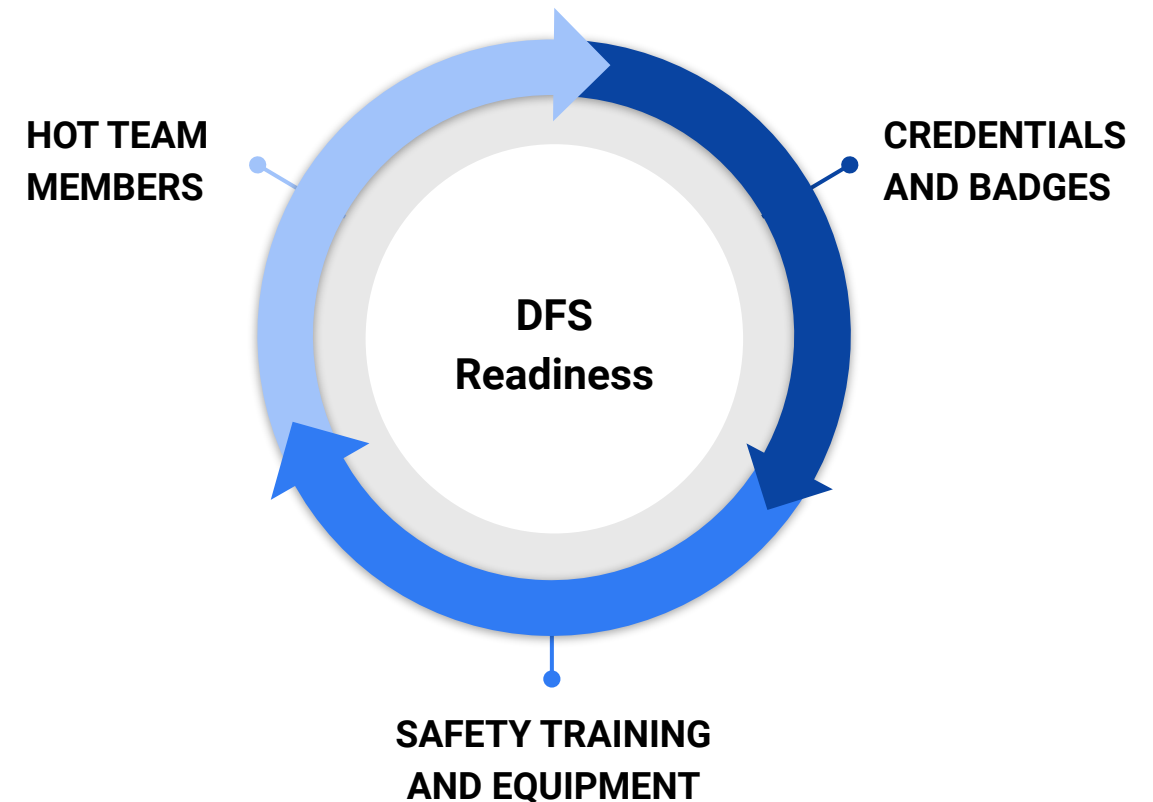 HOT TEAM
MEMBERS
CREDENTIALS
AND BADGES
DFS
Readiness
SAFETY TRAINING
AND EQUIPMENT